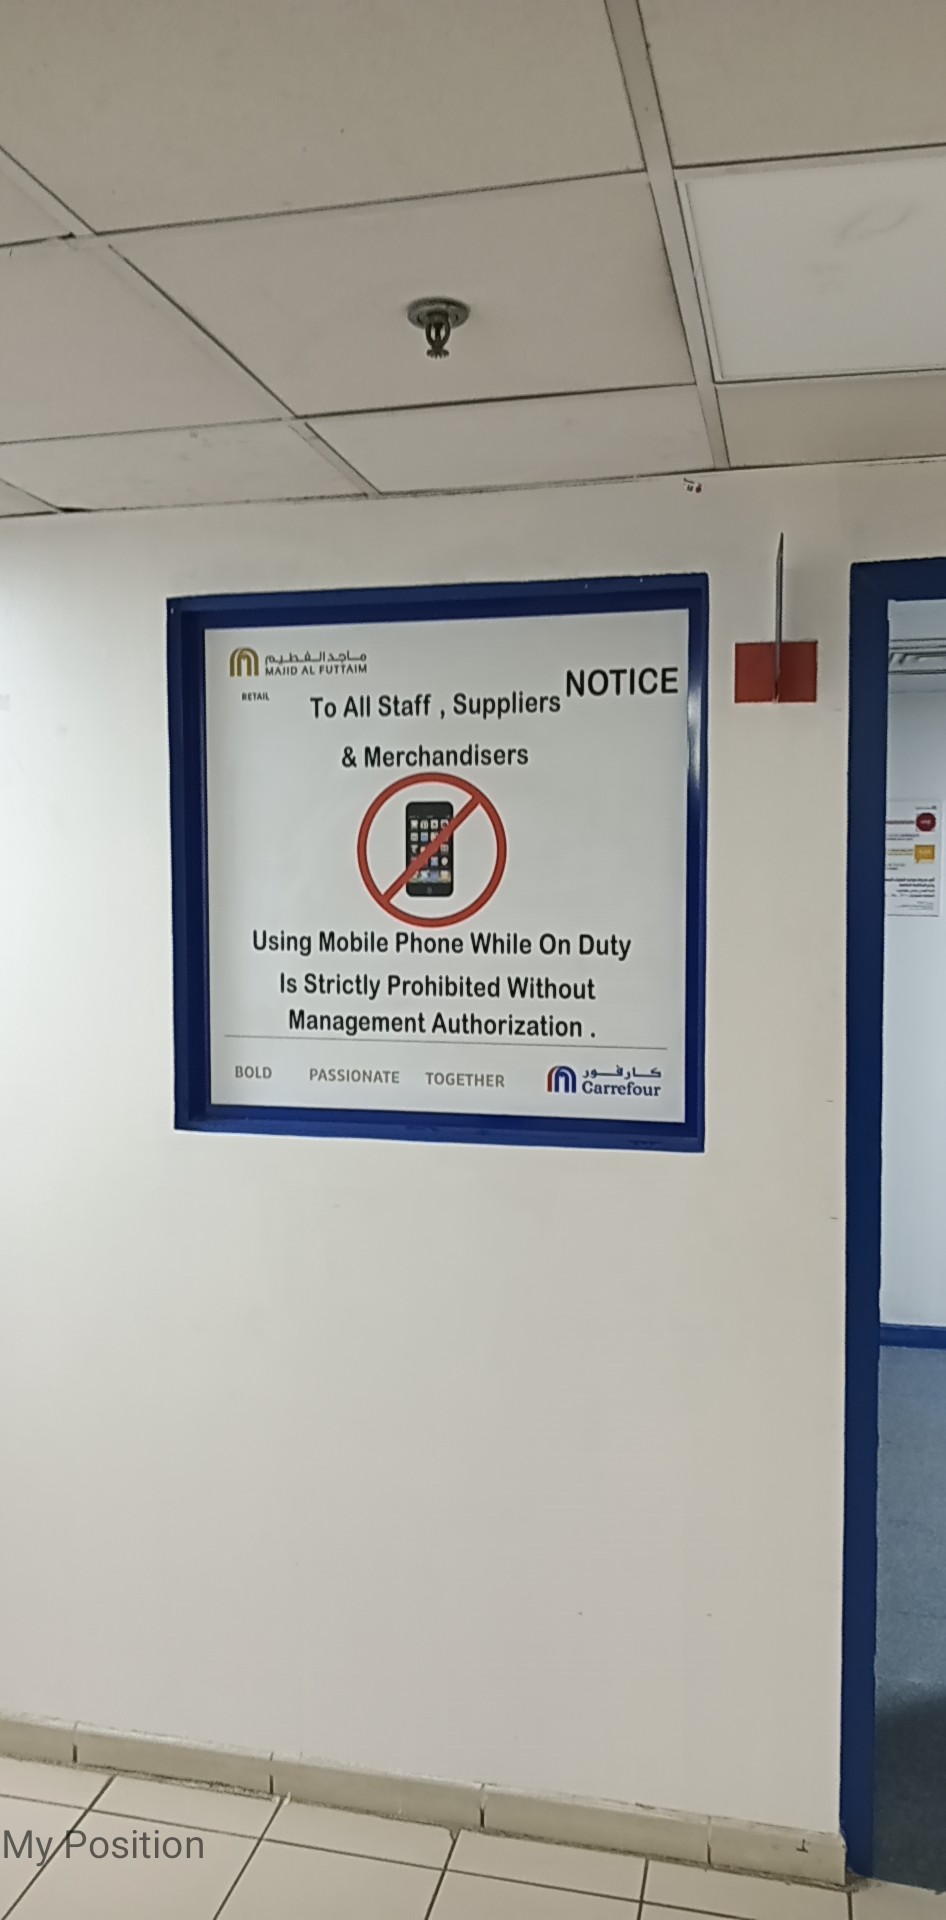 ماجد الفطيم
MAJID AL FUTTAIM
RETAIL
NOTICE
To All Staff , Suppliers
& Merchandisers
Using Mobile Phone While On Duty
Is Strictly Prohibited Without
Management Authorization .
BOLD PASSIONATE TOGETHER
كارفور
Carrefour
My Position